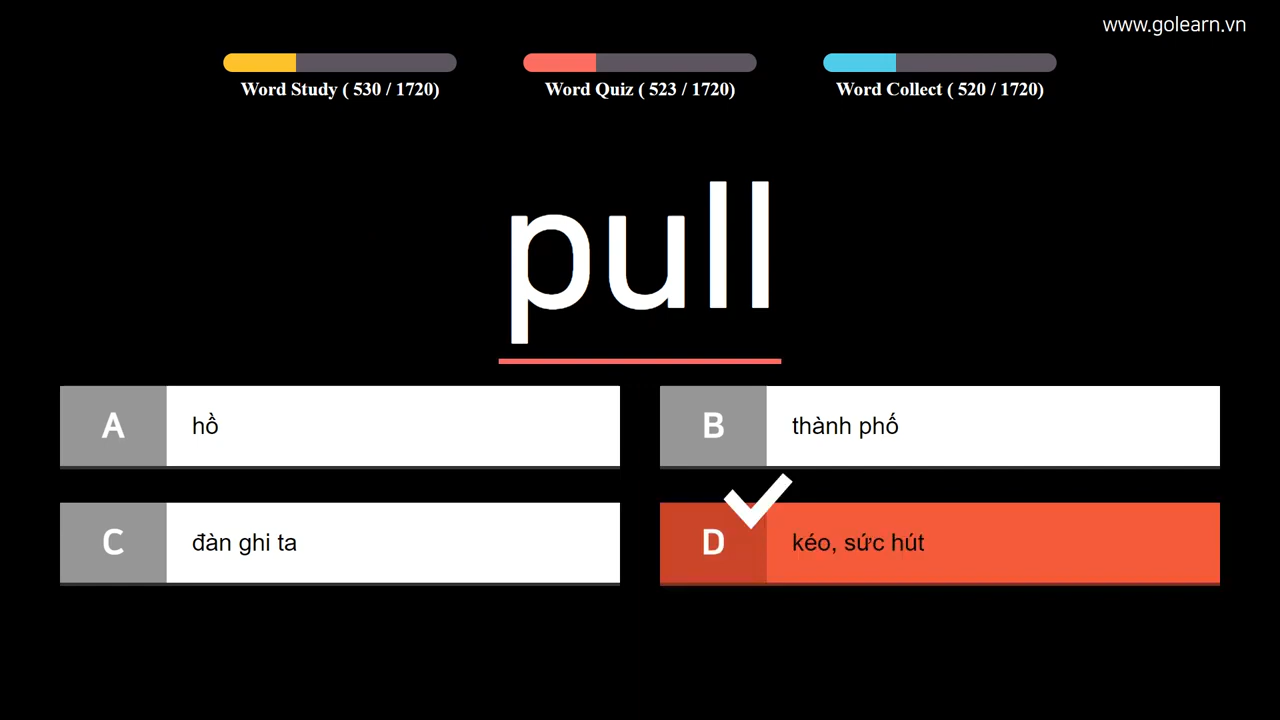 www.golearn.vn
Word Study ( 530 / 1720)
Word Quiz ( 523 / 1720)
Word Collect ( 520 / 1720)
pull
A hồ
B thành phố
C đàn ghi ta
D kéo, sức hút